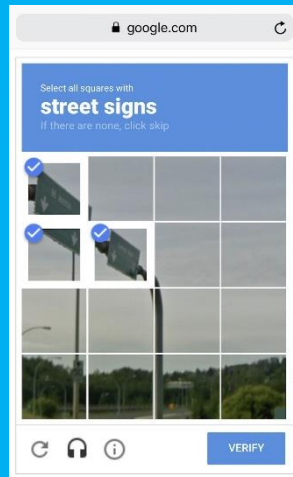 google.com
Select all squares with
street signs
If there are none, click skip
VERIFY